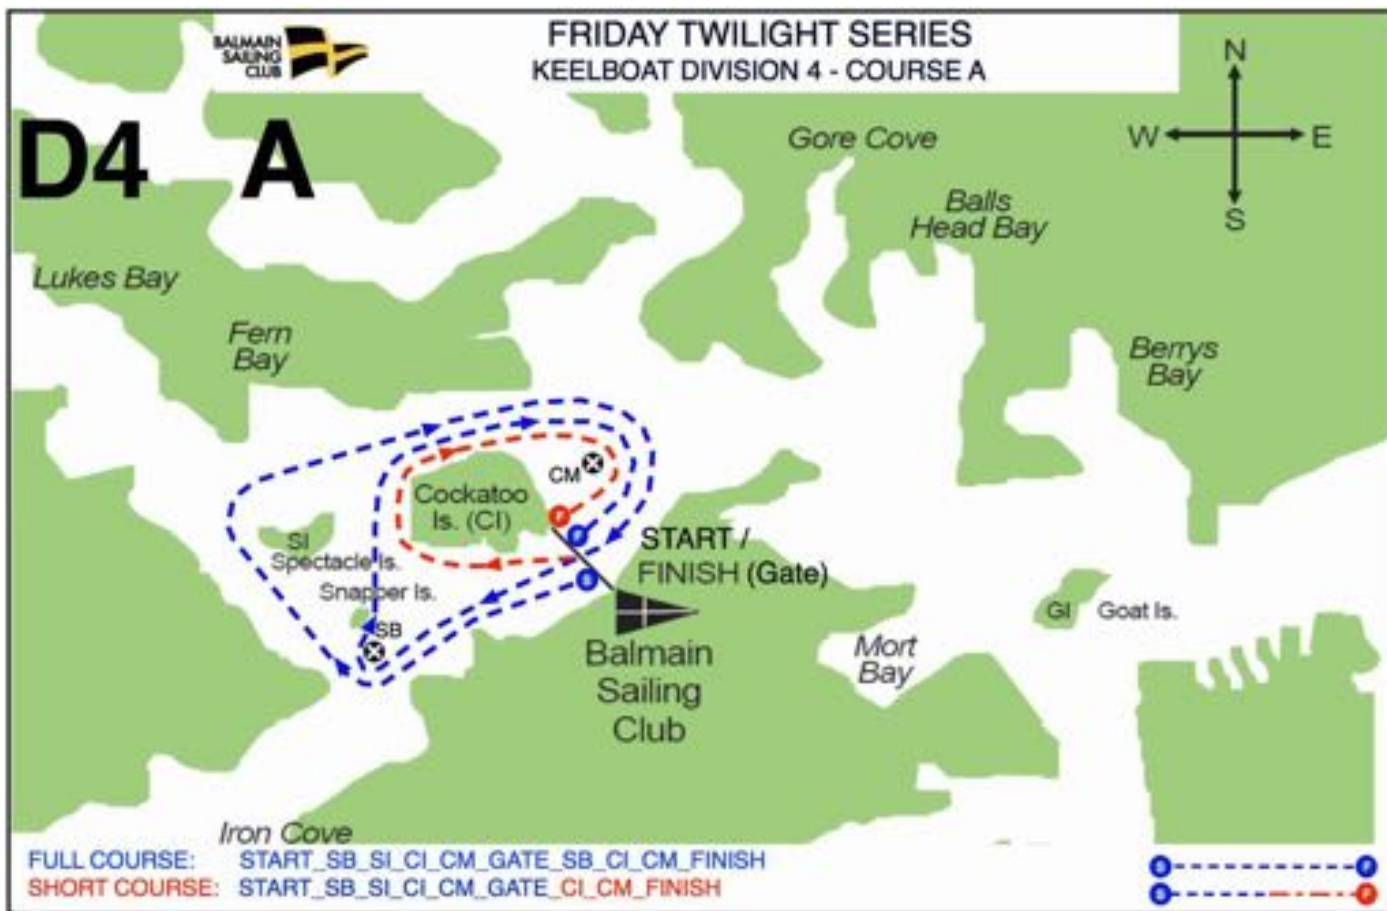 BALMAIN
SAILING
CLUB
FRIDAY TWILIGHT SERIES
KEELBOAT DIVISION 4 - COURSE A
D4 A
N
W E
S
Gore Cove
Balls
Head Bay
Lukes Bay
Fern
Bay
Berrys
Bay
CM
Cockatoo
Is. (CI)
F
F
START /
FINISH (Gate)
SI
Spectacle Is.
Snapper Is.
S
SB
GI Goat Is.
Mort
Bay
Balmain
Sailing
Club
Iron Cove
FULL COURSE: START_SB_SI_CI_CM_GATE_SB_CI_CM_FINISH
SHORT COURSE: START_SB_SI_CI_CM_GATE_CI_CM_FINISH
S F
S F